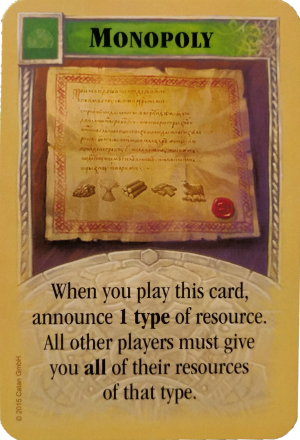 MONOPOLY
When you play this card,
announce 1 type of resource.
All other players must give
you all of their resources
of that type.
© 2015 Catan GmbH